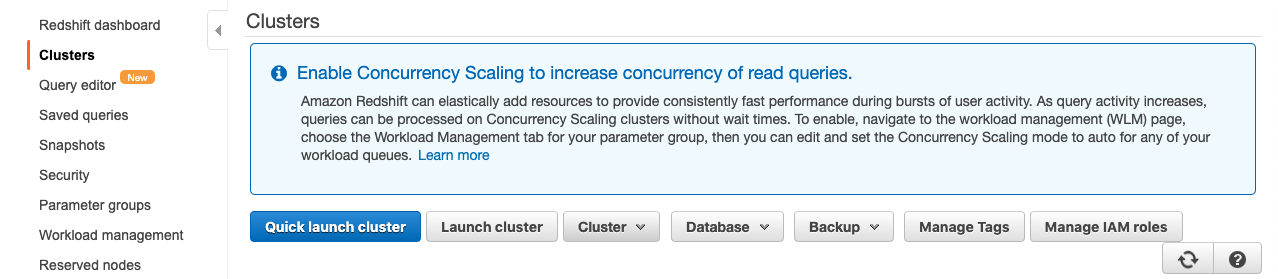 Redshift dashboard
Clusters
Query editor New
Saved queries
Snapshots
Security
Parameter groups
Workload management
Reserved nodes
Clusters
Enable Concurrency Scaling to increase concurrency of read queries.
Amazon Redshift can elastically add resources to provide consistently fast performance during bursts of user activity. As query activity increases,
queries can be processed on Concurrency Scaling clusters without wait times. To enable, navigate to the workload management (WLM) page,
choose the Workload Management tab for your parameter group, then you can edit and set the Concurrency Scaling mode to auto for any of your
workload queues. Learn more
Quick launch cluster Launch cluster Cluster Database Backup Manage Tags Manage IAM roles